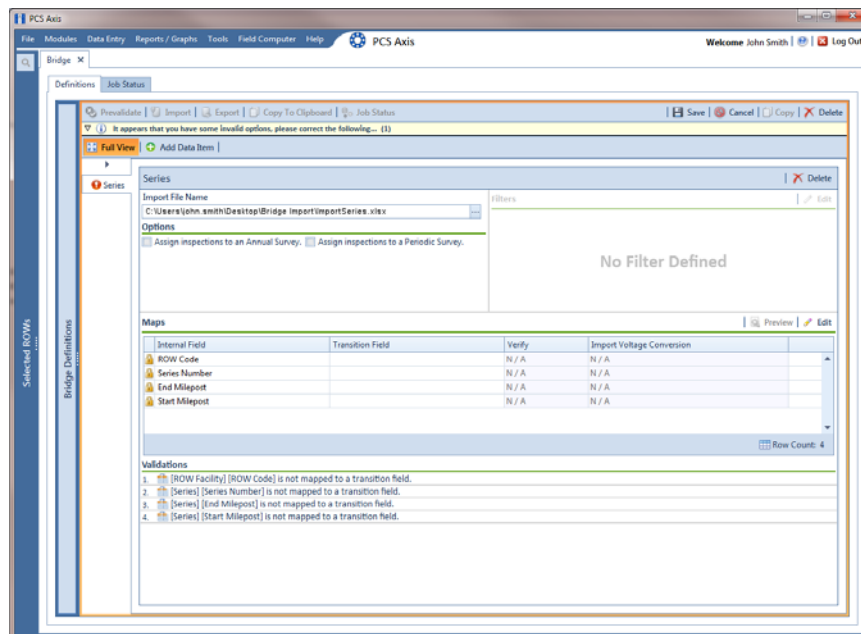 PCS Axis
File Modules Data Entry Reports / Graphs Tools Field Computer Help PCS Axis Welcome John Smith Log Out
Bridge
Definitions Job Status
Prevalidate Import Export Copy To Clipboard Job Status Save Cancel Copy Delete
It appears that you have some invalid options, please correct the following... (1)
Full View Add Data Item
Series
Series Delete
Import File Name
C:\Users\john.smith\Desktop\Bridge Import\ImportSeries.xlsx ...
Filters Edit
Options
Assign inspections to an Annual Survey. Assign inspections to a Periodic Survey.
No Filter Defined
Maps Preview Edit
Internal Field Transition Field Verify Import Voltage Conversion
ROW Code N / A N / A
Series Number N / A N / A
End Milepost N / A N / A
Start Milepost N / A N / A
Row Count: 4
Validations
1. [ROW Facility] [ROW Code] is not mapped to a transition field.
2. [Series] [Series Number] is not mapped to a transition field.
3. [Series] [End Milepost] is not mapped to a transition field.
4. [Series] [Start Milepost] is not mapped to a transition field.
Selected ROWs
Bridge Definitions